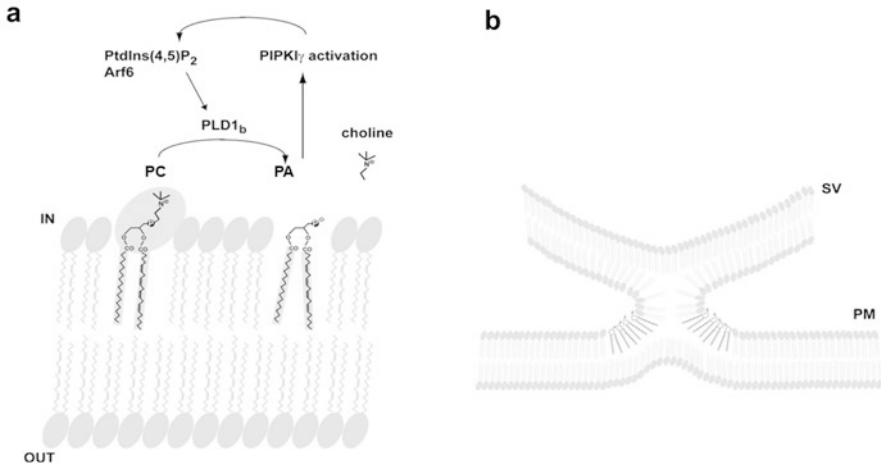 a
PtdIns(4,5)P₂
Arf6
PIPKIγ activation
PLD1b
choline
PC
PA
IN
OUT
b
SV
PM